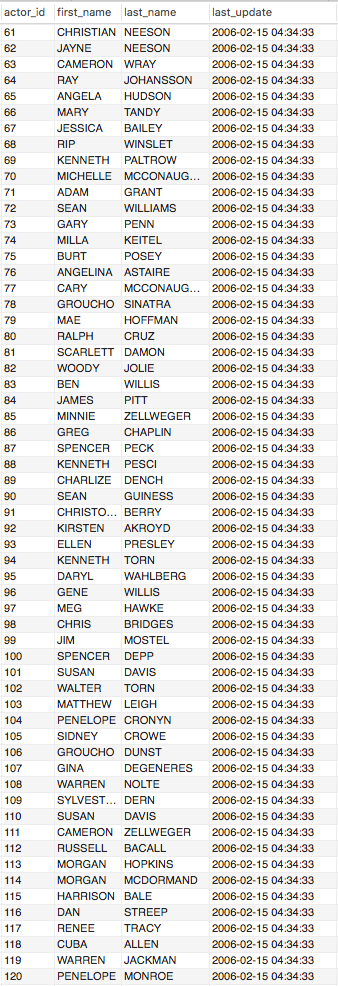 actor_id first_name last_name last_update
61 CHRISTIAN NEESON 2006-02-15 04:34:33
62 JAYNE NEESON 2006-02-15 04:34:33
63 CAMERON WRAY 2006-02-15 04:34:33
64 RAY JOHANSSON 2006-02-15 04:34:33
65 ANGELA HUDSON 2006-02-15 04:34:33
66 MARY TANDY 2006-02-15 04:34:33
67 JESSICA BAILEY 2006-02-15 04:34:33
68 RIP WINSLET 2006-02-15 04:34:33
69 KENNETH PALTROW 2006-02-15 04:34:33
70 MICHELLE MCCONAUG... 2006-02-15 04:34:33
71 ADAM GRANT 2006-02-15 04:34:33
72 SEAN WILLIAMS 2006-02-15 04:34:33
73 GARY PENN 2006-02-15 04:34:33
74 MILLA KEITEL 2006-02-15 04:34:33
75 BURT POSEY 2006-02-15 04:34:33
76 ANGELINA ASTAIRE 2006-02-15 04:34:33
77 CARY MCCONAUG... 2006-02-15 04:34:33
78 GROUCHO SINATRA 2006-02-15 04:34:33
79 MAE HOFFMAN 2006-02-15 04:34:33
80 RALPH CRUZ 2006-02-15 04:34:33
81 SCARLETT DAMON 2006-02-15 04:34:33
82 WOODY JOLIE 2006-02-15 04:34:33
83 BEN WILLIS 2006-02-15 04:34:33
84 JAMES PITT 2006-02-15 04:34:33
85 MINNIE ZELLWEGER 2006-02-15 04:34:33
86 GREG CHAPLIN 2006-02-15 04:34:33
87 SPENCER PECK 2006-02-15 04:34:33
88 KENNETH PESCI 2006-02-15 04:34:33
89 CHARLIZE DENCH 2006-02-15 04:34:33
90 SEAN GUINESS 2006-02-15 04:34:33
91 CHRISTO... BERRY 2006-02-15 04:34:33
92 KIRSTEN AKROYD 2006-02-15 04:34:33
93 ELLEN PRESLEY 2006-02-15 04:34:33
94 KENNETH TORN 2006-02-15 04:34:33
95 DARYL WAHLBERG 2006-02-15 04:34:33
96 GENE WILLIS 2006-02-15 04:34:33
97 MEG HAWKE 2006-02-15 04:34:33
98 CHRIS BRIDGES 2006-02-15 04:34:33
99 JIM MOSTEL 2006-02-15 04:34:33
100 SPENCER DEPP 2006-02-15 04:34:33
101 SUSAN DAVIS 2006-02-15 04:34:33
102 WALTER TORN 2006-02-15 04:34:33
103 MATTHEW LEIGH 2006-02-15 04:34:33
104 PENELOPE CRONYN 2006-02-15 04:34:33
105 SIDNEY CROWE 2006-02-15 04:34:33
106 GROUCHO DUNST 2006-02-15 04:34:33
107 GINA DEGENERES 2006-02-15 04:34:33
108 WARREN NOLTE 2006-02-15 04:34:33
109 SYLVEST... DERN 2006-02-15 04:34:33
110 SUSAN DAVIS 2006-02-15 04:34:33
111 CAMERON ZELLWEGER 2006-02-15 04:34:33
112 RUSSELL BACALL 2006-02-15 04:34:33
113 MORGAN HOPKINS 2006-02-15 04:34:33
114 MORGAN MCDORMAND 2006-02-15 04:34:33
115 HARRISON BALE 2006-02-15 04:34:33
116 DAN STREEP 2006-02-15 04:34:33
117 RENEE TRACY 2006-02-15 04:34:33
118 CUBA ALLEN 2006-02-15 04:34:33
119 WARREN JACKMAN 2006-02-15 04:34:33
120 PENELOPE MONROE 2006-02-15 04:34:33